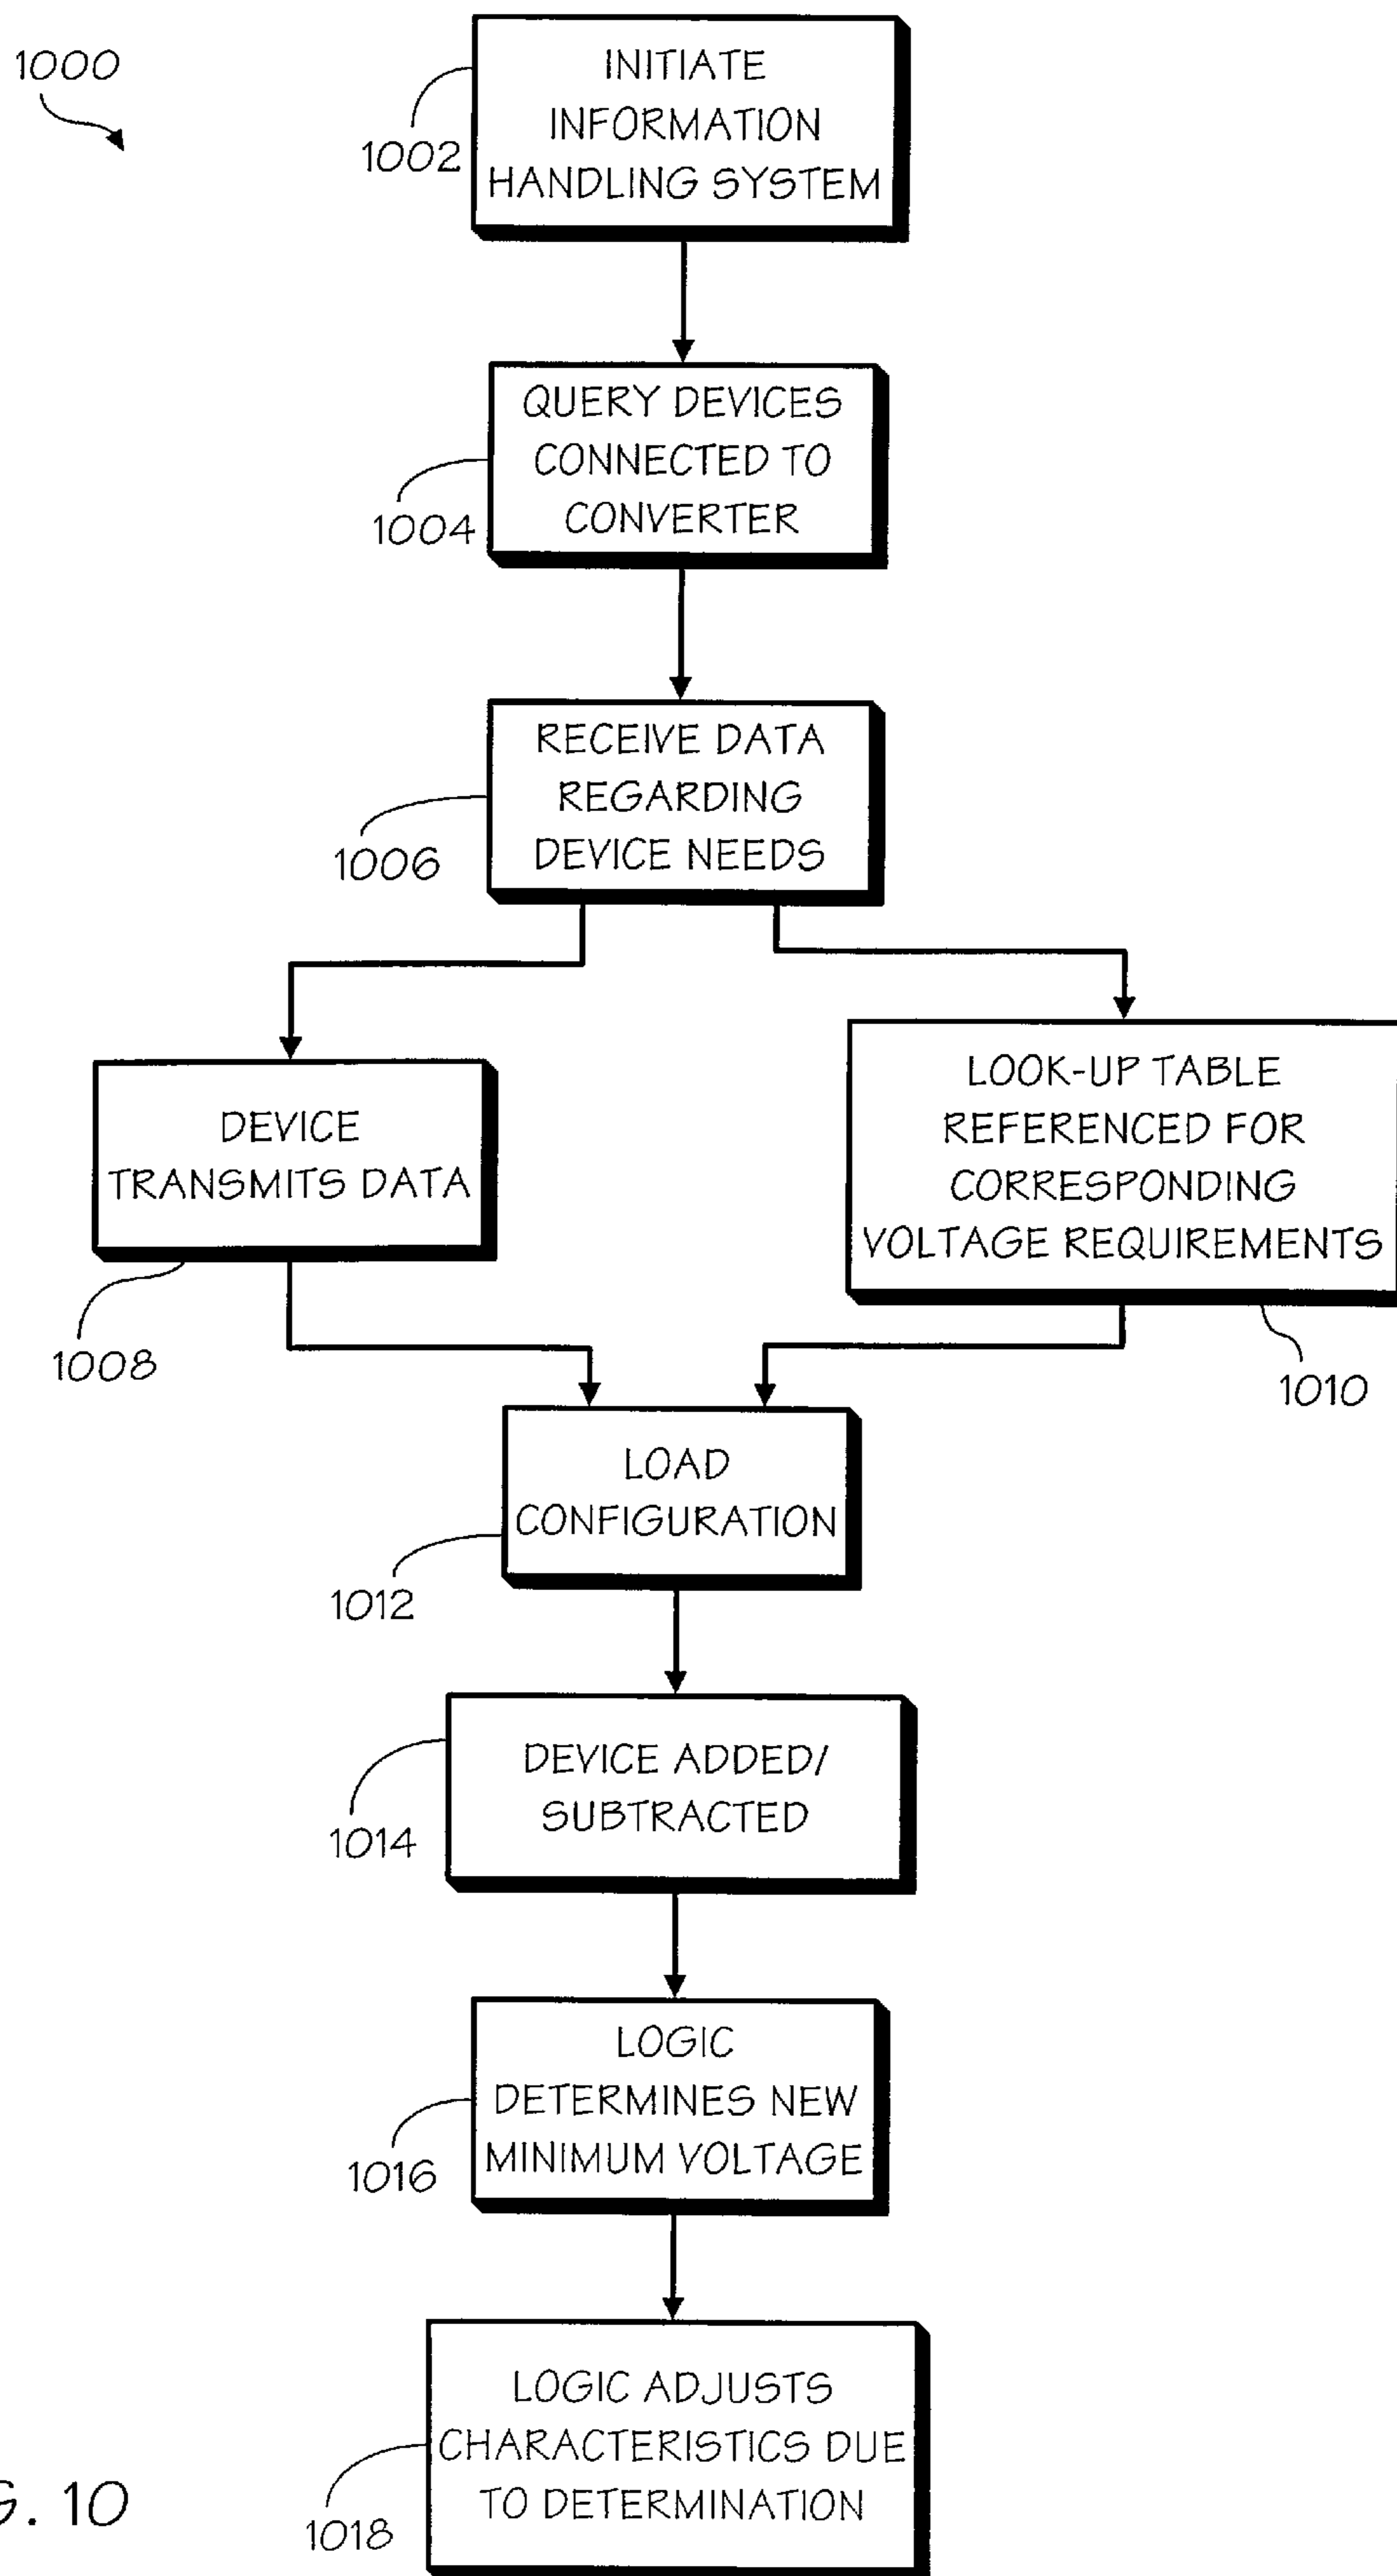 1000
INITIATE
INFORMATION
HANDLING SYSTEM
1002
QUERY DEVICES
CONNECTED TO
CONVERTER
1004
RECEIVE DATA
REGARDING
DEVICE NEEDS
1006
DEVICE
TRANSMITS DATA
1008
LOOK-UP TABLE
REFERENCED FOR
CORRESPONDING
VOLTAGE REQUIREMENTS
1010
LOAD
CONFIGURATION
1012
DEVICE ADDED/
SUBTRACTED
1014
LOGIC
DETERMINES NEW
MINIMUM VOLTAGE
1016
LOGIC ADJUSTS
CHARACTERISTICS DUE
TO DETERMINATION
1018
G. 10